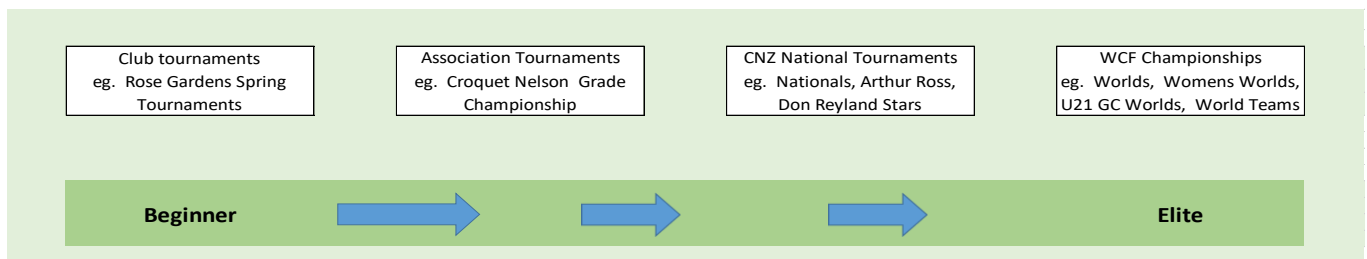 Club tournaments
eg. Rose Gardens Spring
Tournaments
Association Tournaments
eg. Croquet Nelson Grade
Championship
CNZ National Tournaments
eg. Nationals, Arthur Ross,
Don Reyland Stars
WCF Championships
eg. Worlds, Womens Worlds,
U21 GC Worlds, World Teams
Beginner
Elite